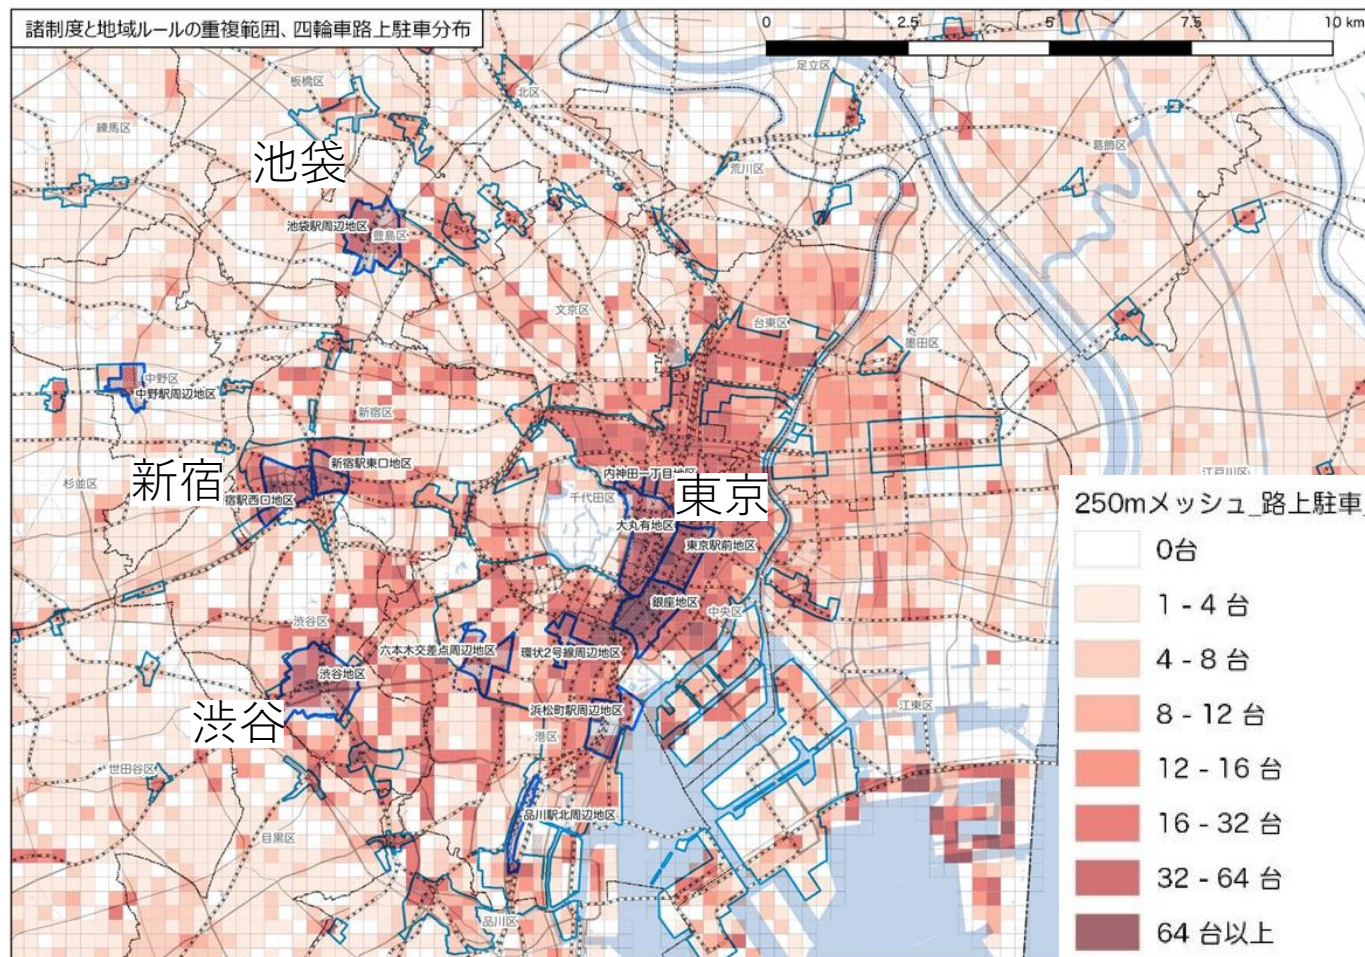 諸制度と地域ルールの重複範囲、四輪車路上駐車分布
0 2.5 5 7.5 10 km
足立区
板橋区
北区
練馬区
池袋
荒川区
葛飾区
池袋駅周辺地区
豊島区
文京区
台東区
墨田区
中野区
中野駅周辺地区
新宿区
新宿
新宿駅東口地区
杉並区
宿駅西口地区
内神田一丁目地区
江戸川区
東京
千代田区
大丸有地区
東京駅前地区
銀座地区
中央区
渋谷区
六本木交差点周辺地区
環状2号線周辺地区
渋谷地区
渋谷
浜松町駅周辺地区
港区
江東区
世田谷区
品川駅北周辺地区
目黒区
品川区
250mメッシュ_路上駐車_
0台
1 - 4 台
4 - 8 台
8 - 12 台
12 - 16 台
16 - 32 台
32 - 64 台
64 台以上